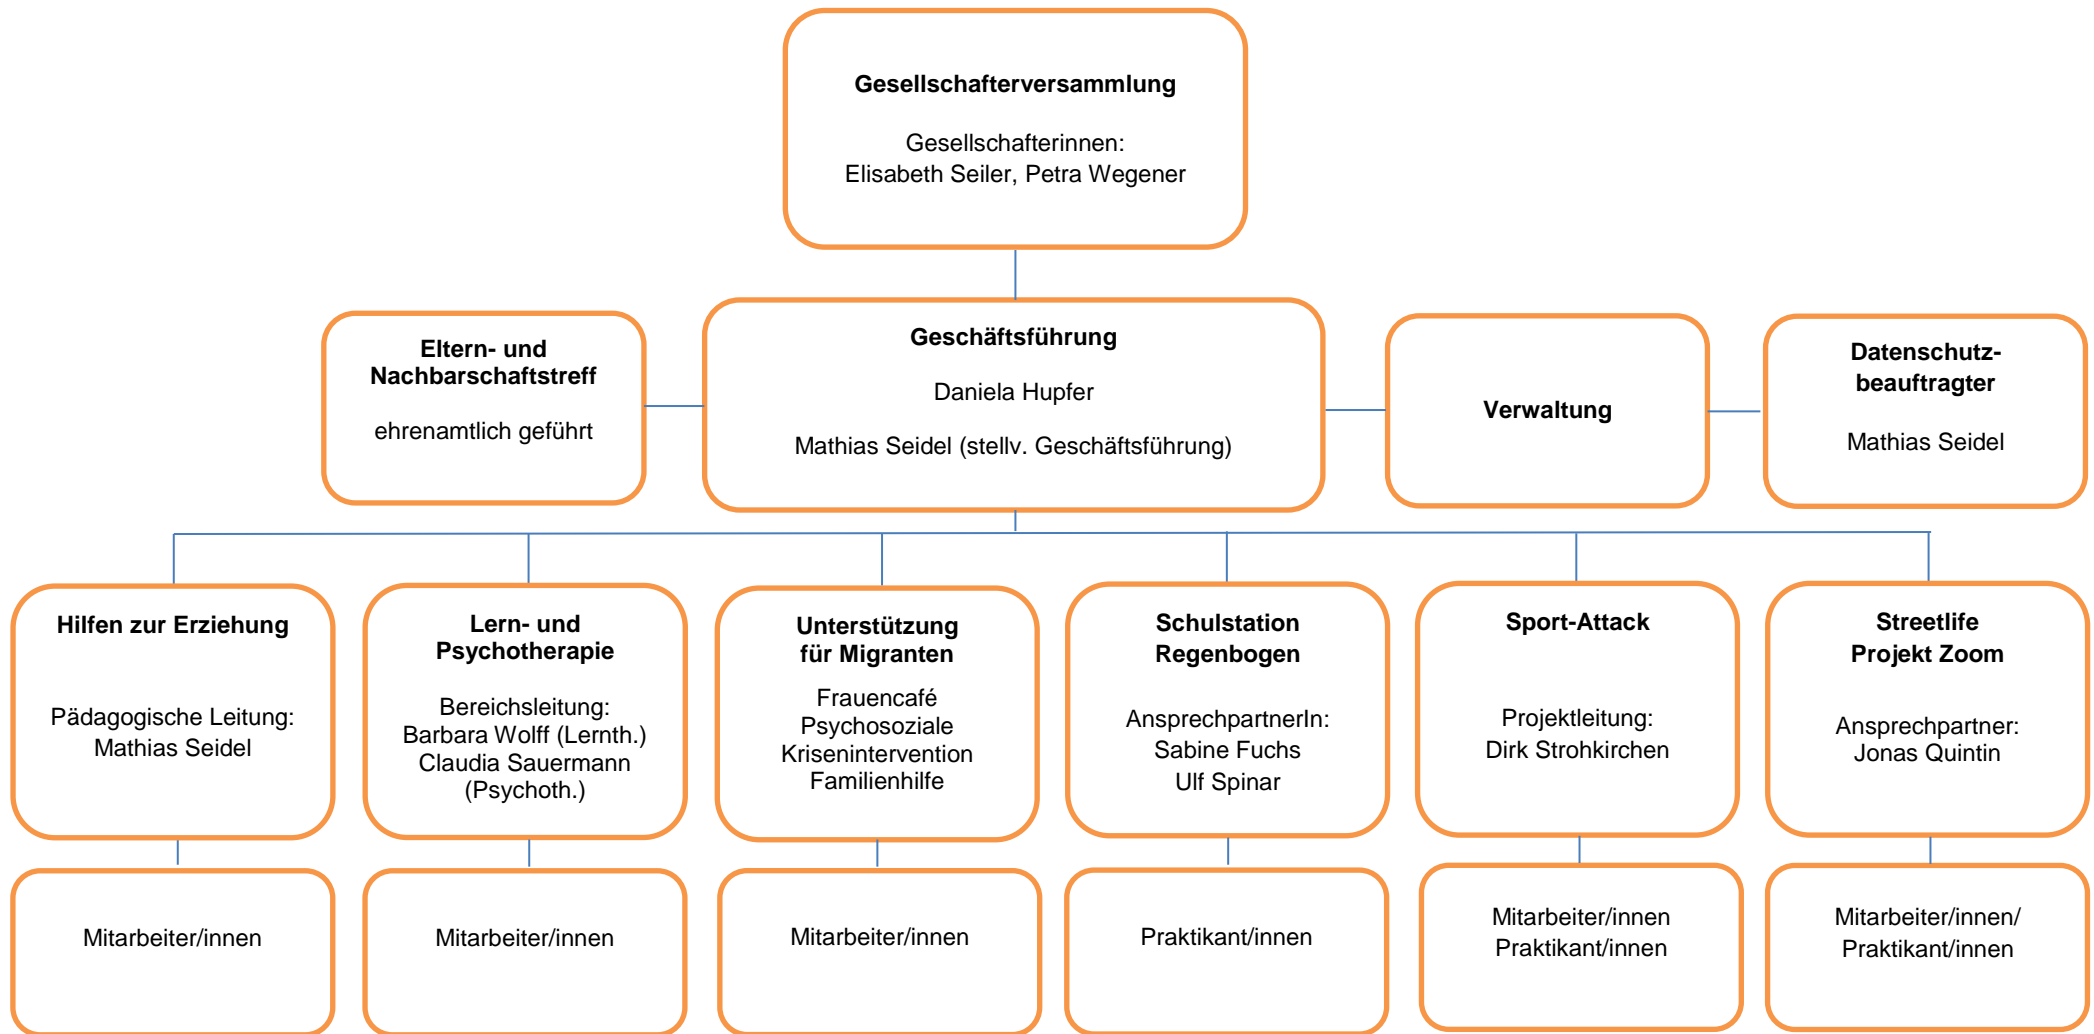 Gesellschafterversammlung
Gesellschafterinnen:
Elisabeth Seiler, Petra Wegener
Eltern- und
Nachbarschaftstreff
ehrenamtlich geführt
Geschäftsführung
Daniela Hupfer
Mathias Seidel (stellv. Geschäftsführung)
Verwaltung
Datenschutz-
beauftragter
Mathias Seidel
Hilfen zur Erziehung
Pädagogische Leitung:
Mathias Seidel
Lern- und
Psychotherapie
Bereichsleitung:
Barbara Wolff (Lernth.)
Claudia Sauermann
(Psychoth.)
Unterstützung
für Migranten
Frauencafé
Psychosoziale
Krisenintervention
Familienhilfe
Schulstation
Regenbogen
AnsprechpartnerIn:
Sabine Fuchs
Ulf Spinar
Sport-Attack
Projektleitung:
Dirk Strohkirchen
Streetlife
Projekt Zoom
Ansprechpartner:
Jonas Quintin
Mitarbeiter/innen
Mitarbeiter/innen
Mitarbeiter/innen
Praktikant/innen
Mitarbeiter/innen
Praktikant/innen
Mitarbeiter/innen/
Praktikant/innen